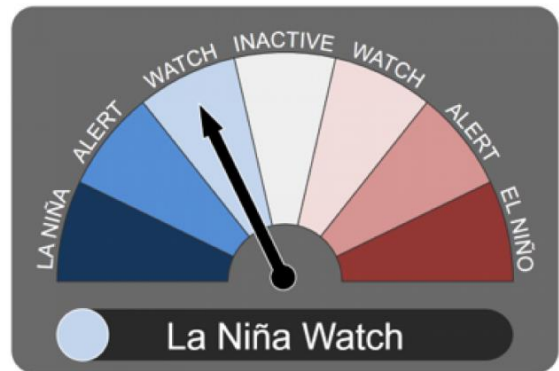 LA NIÑA
ALERT
WATCH
INACTIVE
WATCH
ALERT
EL NIÑO
La Niña Watch